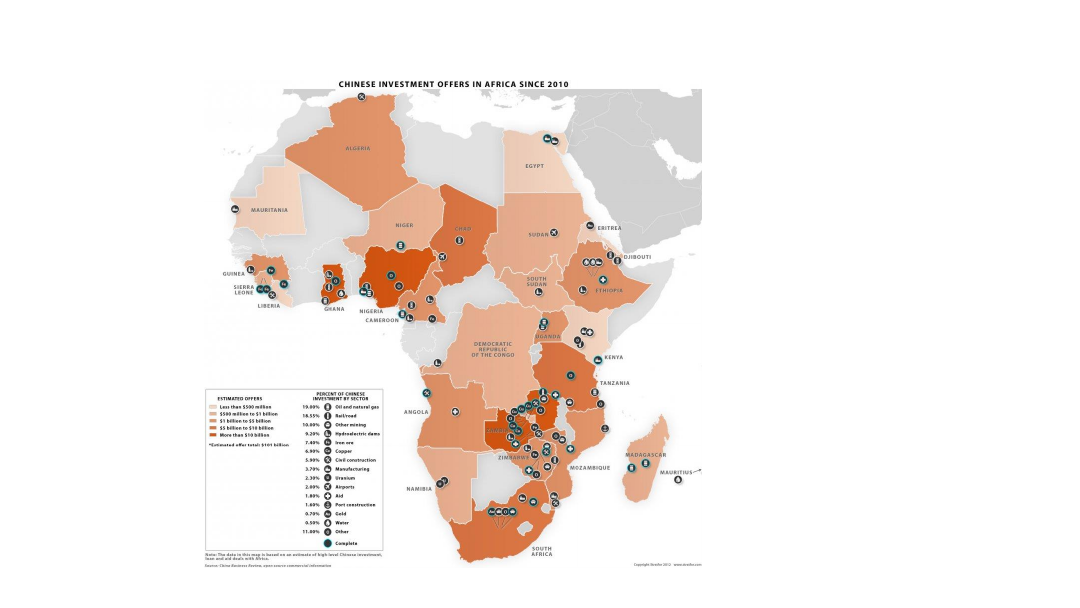 CHINESE INVESTMENT OFFERS IN AFRICA SINCE 2010
ALGERIA
EGYPT
MAURITANIA
NIGER
CHAD
SUDAN
ERITREA
DJIBOUTI
GUINEA
SIERRA
LEONE
LIBERIA
GHANA
NIGERIA
CAMEROON
SOUTH
SUDAN
ETHIOPIA
UGANDA
KENYA
DEMOCRATIC
REPUBLIC
OF THE CONGO
TANZANIA
ANGOLA
ZIMBABWE
MOZAMBIQUE
MADAGASCAR
MAURITIUS
NAMIBIA
SOUTH
AFRICA
ESTIMATED OFFERS
Less than $500 million
$500 million to $1 billion
$1 billion to $5 billion
$5 billion to $10 billion
More than $10 billion
*Estimated offer total: $101 billion
PERCENT OF CHINESE
INVESTMENT BY SECTOR
19.00% Oil and natural gas
18.55% Rail/road
10.00% Other mining
9.20% Hydroelectric dams
7.40% Iron ore
6.90% Copper
5.90% Civil construction
3.70% Manufacturing
2.30% Uranium
2.00% Airports
1.80% Aid
1.60% Port construction
0.70% Gold
0.50% Water
11.00% Other
Complete
Note: The data in this map is based on an estimate of high level Chinese investment,
loan and aid deals with Africa.
Source: China Business Review, open source commercial information
Copyright Stratfor 2012 www.stratfor.com